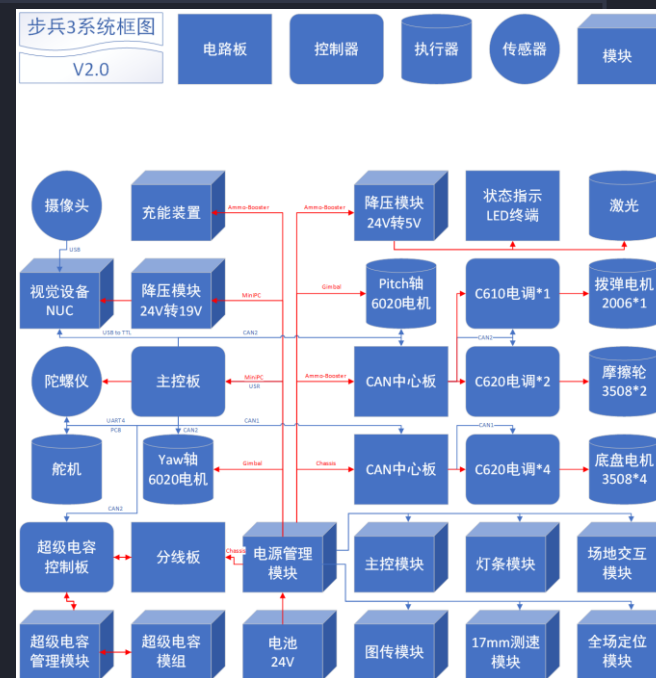 步兵3系统框图
V2.0
电路板
控制器
执行器
传感器
模块
摄像头
充能装置
Ammo-Booster
Ammo-Booster
降压模块
24V转5V
状态指示
LED终端
激光
USB
视觉设备
NUC
降压模块
24V转19V
MiniPC
Gimbal
Pitch轴
6020电机
C610电调*1
拨弹电机
2006*1
USB to TTL
CAN2
CAN2
陀螺仪
主控板
MiniPC
USB
Ammo-Booster
CAN中心板
C620电调*2
摩擦轮
3508*2
UART4
PCB
CAN2
CAN1
CAN1
舵机
Yaw轴
6020电机
Gimbal
Chassis
CAN中心板
C620电调*4
底盘电机
3508*4
CAN2
超级电容
控制板
分线板
Chassis
电源管理
模块
主控模块
灯条模块
场地交互
模块
超级电容
管理模块
超级电容
模组
电池
24V
图传模块
17mm测速
模块
全场定位
模块